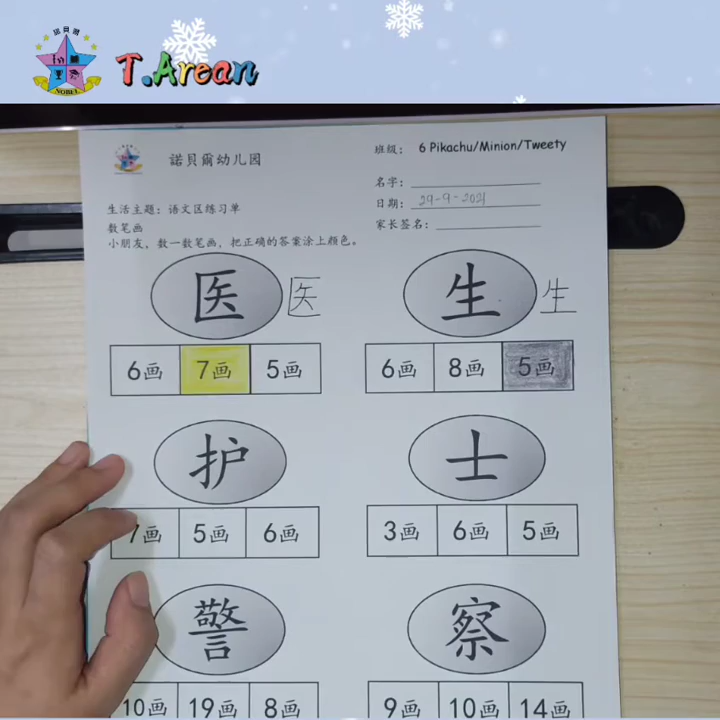 諾贝爾
NOBEL
T.Arean
諾贝爾幼儿园
班级： 6 Pikachu/Minion/Tweety
名字：
日期： 29-9-2021
家长签名：
生活主题：语文区练习单
数笔画
小朋友，数一数笔画，把正确的答案涂上颜色。
医 医
生 生
6画 7画 5画
6画 8画 5画
护
士
7画 5画 6画
3画 6画 5画
警
察
10画 19画 8画
9画 10画 14画